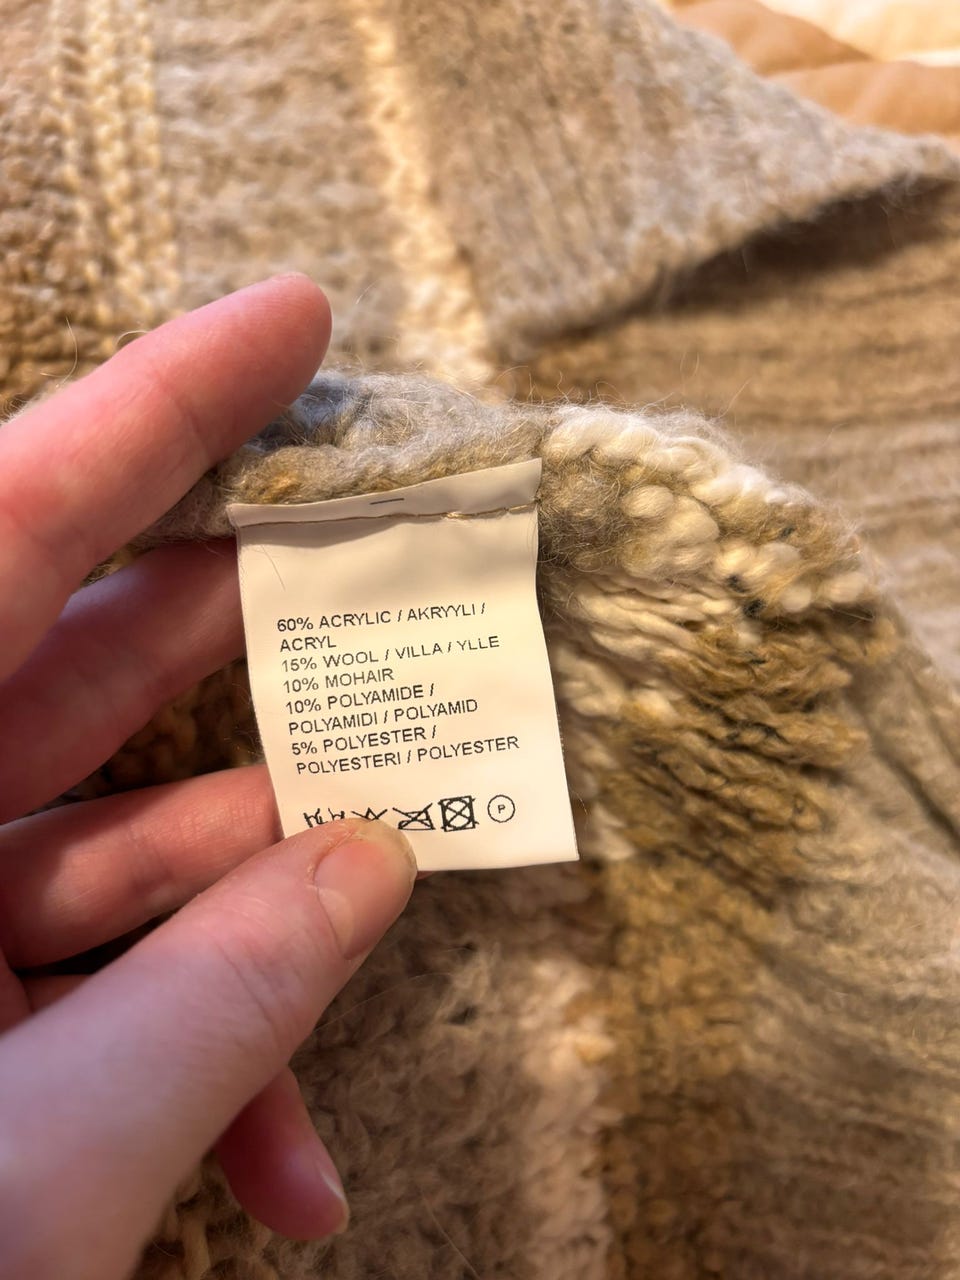 60% ACRYLIC / AKRYYLI /
ACRYL
15% WOOL / VILLA / YLLE
10% MOHAIR
10% POLYAMIDE /
POLYAMIDI / POLYAMID
5% POLYESTER /
POLYESTERI / POLYESTER
P